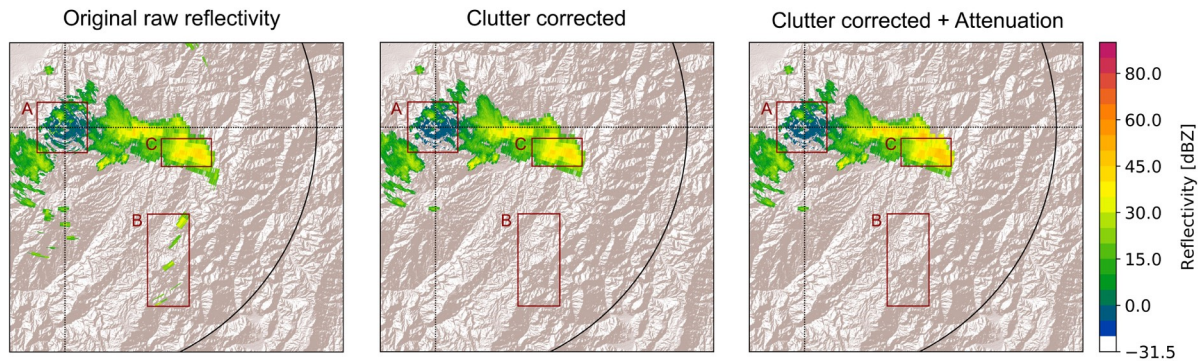 Original raw reflectivity
Clutter corrected
Clutter corrected + Attenuation
A
C
B
A
C
B
A
C
B
80.0
60.0
45.0
30.0
15.0
0.0
−31.5
Reflectivity [dBZ]